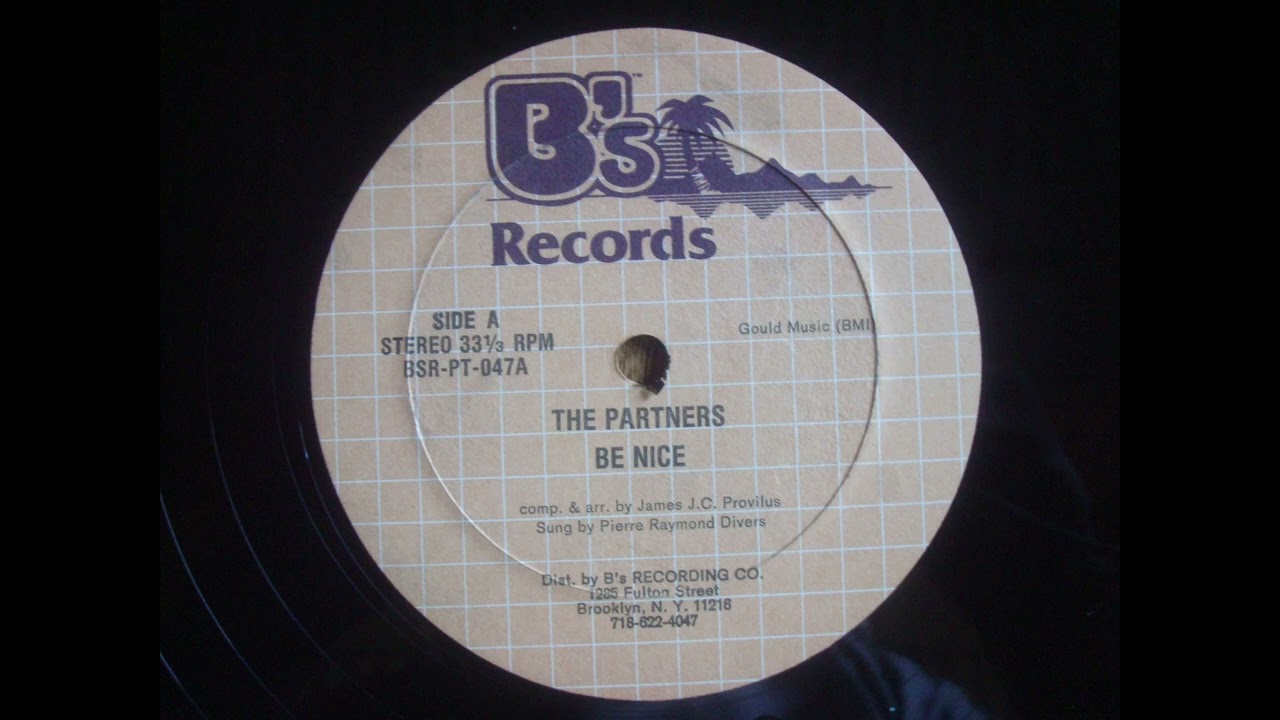 B's™
Records
SIDE A
STEREO 33⅓ RPM
BSR-PT-047A
Gould Music (BMI)
THE PARTNERS
BE NICE
comp. & arr. by James J.C. Provilus
Sung by Pierre Raymond Divers
Dist. by B's RECORDING CO.
1285 Fulton Street
Brooklyn, N. Y. 11216
718-622-4047